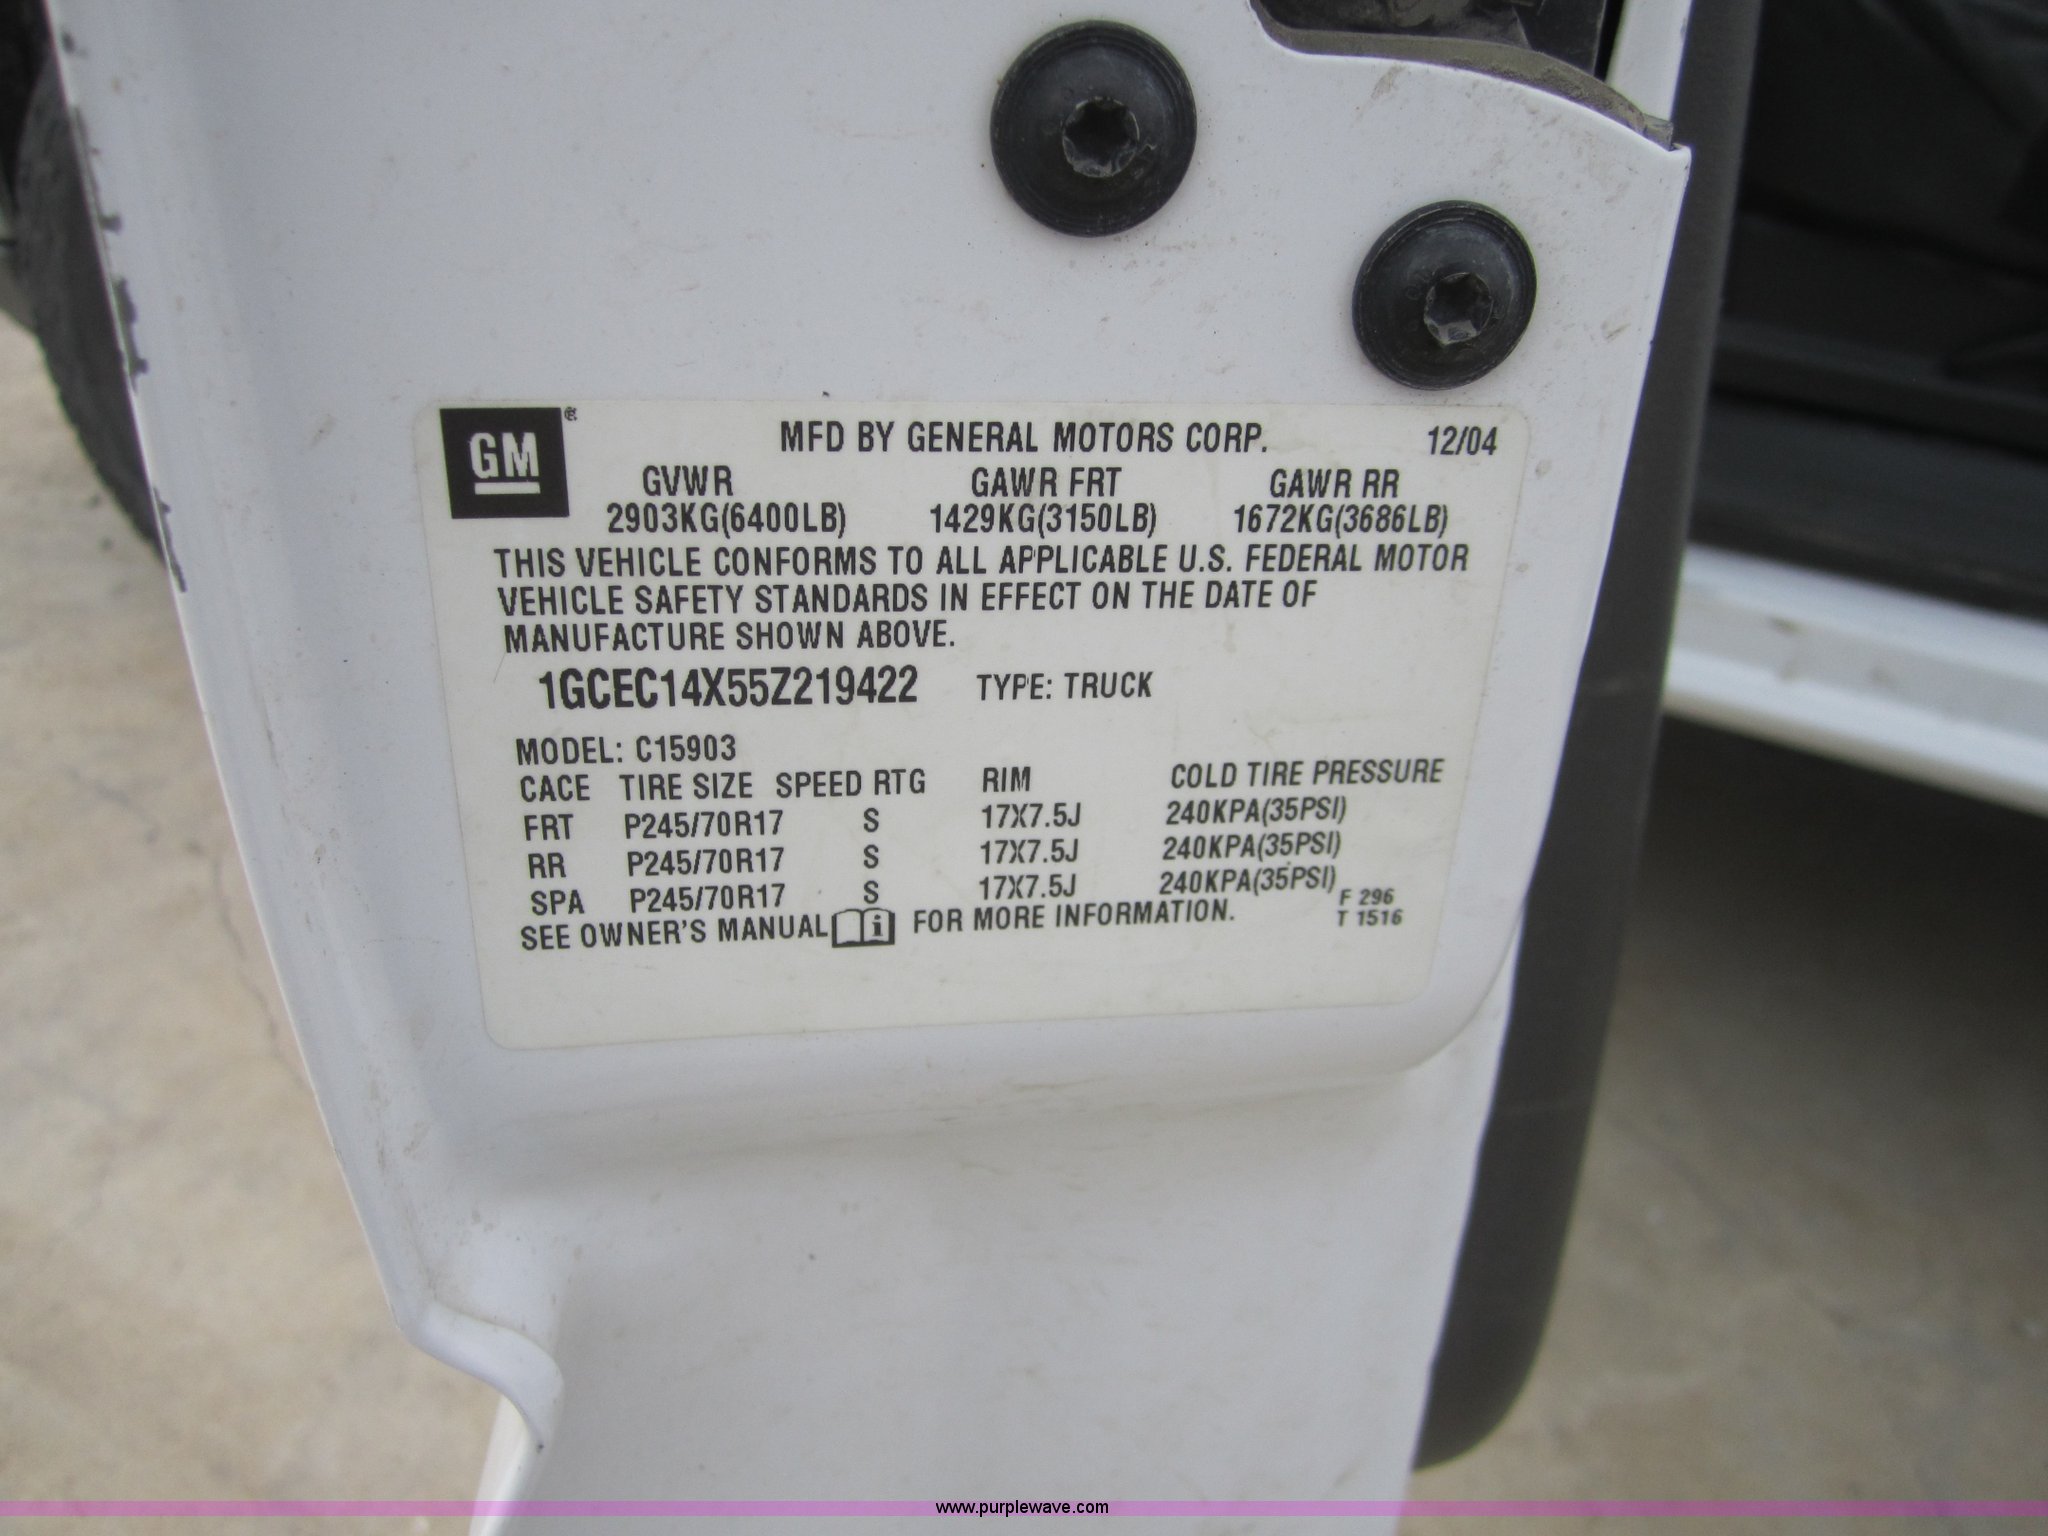 GM®
MFD BY GENERAL MOTORS CORP. 12/04
GVWR GAWR FRT GAWR RR
2903KG(6400LB) 1429KG(3150LB) 1672KG(3686LB)
THIS VEHICLE CONFORMS TO ALL APPLICABLE U.S. FEDERAL MOTOR
VEHICLE SAFETY STANDARDS IN EFFECT ON THE DATE OF
MANUFACTURE SHOWN ABOVE.
1GCEC14X55Z219422 TYPE: TRUCK
MODEL: C15903
CACE TIRE SIZE SPEED RTG RIM COLD TIRE PRESSURE
FRT P245/70R17 S 17X7.5J 240KPA(35PSI)
RR P245/70R17 S 17X7.5J 240KPA(35PSI)
SPA P245/70R17 S 17X7.5J 240KPA(35PSI)
SEE OWNER'S MANUAL i FOR MORE INFORMATION.
F 296
T 1516
www.purplewave.com